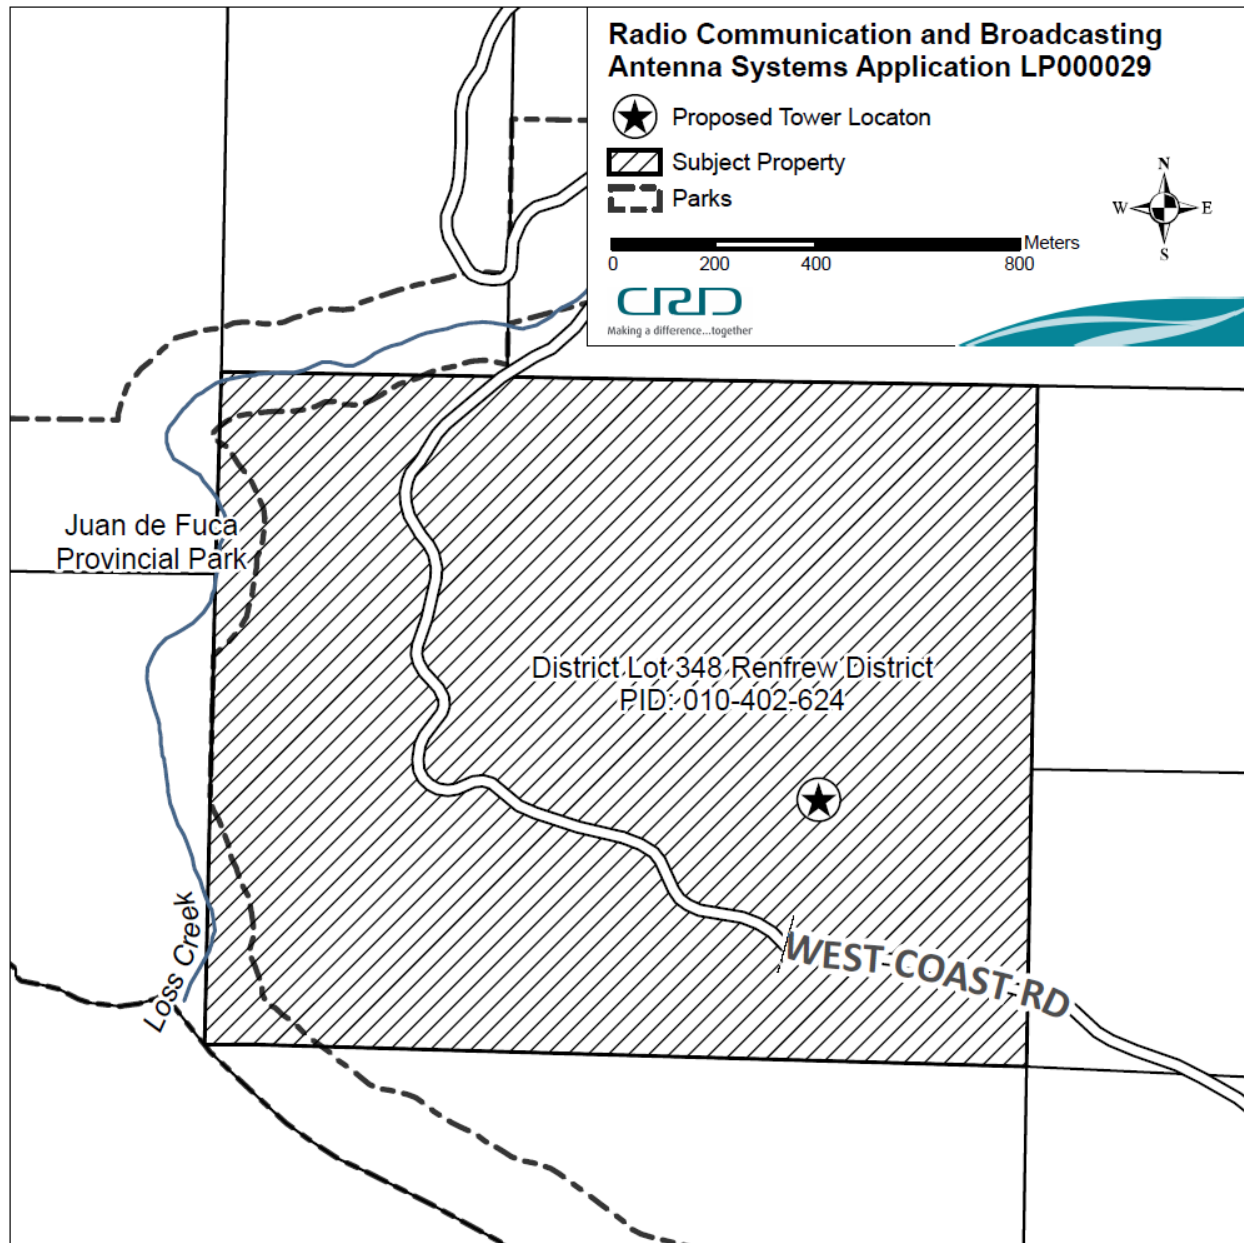 Radio Communication and Broadcasting
Antenna Systems Application LP000029
Proposed Tower Locaton
Subject Property
Parks
N
W E
S
Meters
0 200 400 800
CRD
Making a difference...together
Juan de Fuca
Provincial Park
District Lot 348 Renfrew District
PID: 010-402-624
WEST COAST RD
Loss Creek